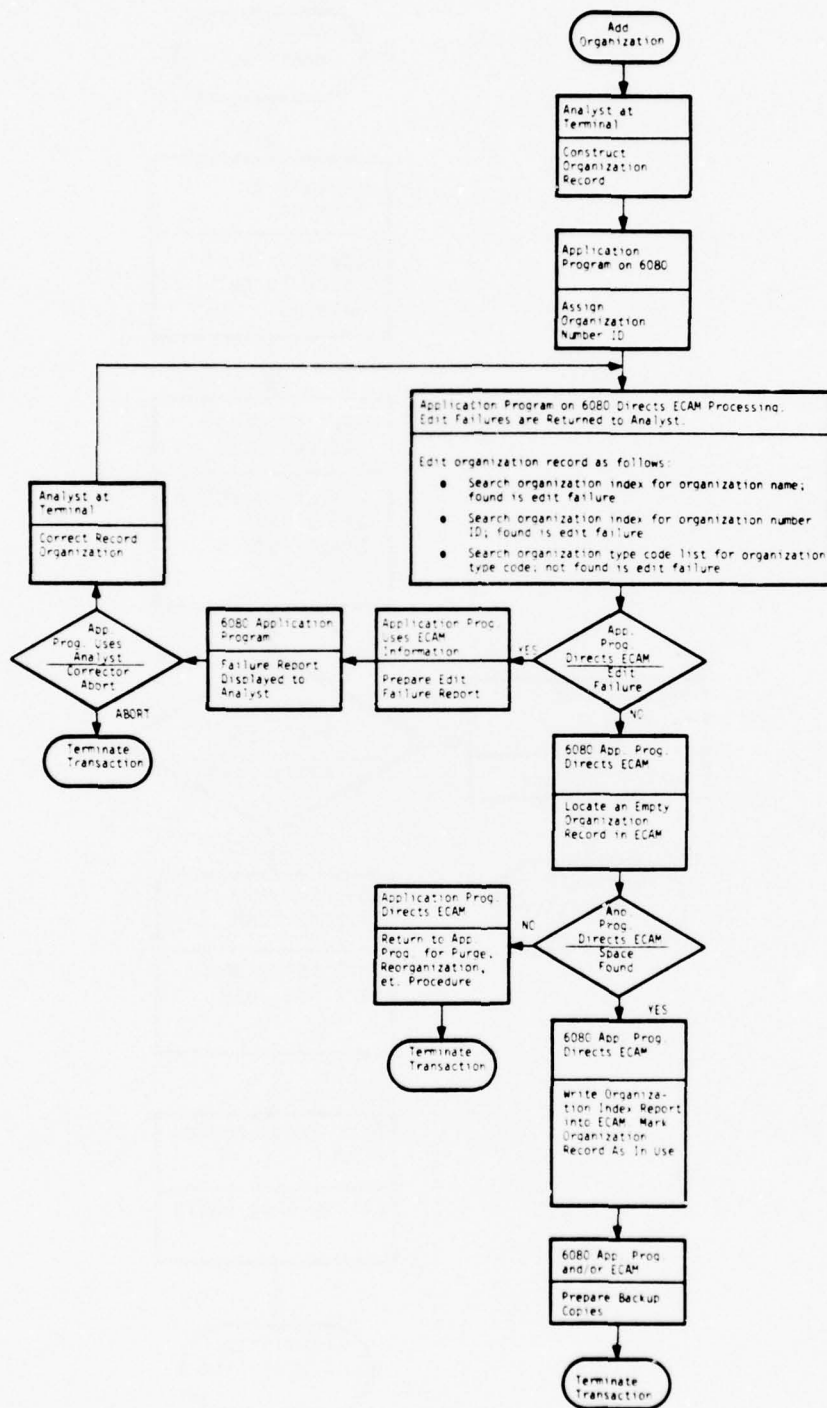 Add
Organization
Analyst at
Terminal
Construct
Organization
Record
Application
Program on 6080
Assign
Organization
Number ID
Application Program on 6080 Directs ECAM Processing.
Edit Failures are Returned to Analyst.
Edit organization record as follows:
● Search organization index for organization name;
found is edit failure
● Search organization index for organization number
ID; found is edit failure
● Search organization type code list for organization
type code; not found is edit failure
App.
Prog.
Directs ECAM
Edit
Failure
YES
NO
Application Prog.
Uses ECAM
Information
Prepare Edit
Failure Report
6080 Application
Program
Failure Report
Displayed to
Analyst
App.
Prog. Uses
Analyst
Corrector
Abort
ABORT
Terminate
Transaction
Analyst at
Terminal
Correct Record
Organization
6080 App. Prog.
Directs ECAM
Locate an Empty
Organization
Record in ECAM
App.
Prog.
Directs ECAM
Space
Found
NO
YES
Application Prog.
Directs ECAM
Return to App.
Prog. for Purge,
Reorganization,
et. Procedure
Terminate
Transaction
6080 App. Prog.
Directs ECAM
Write Organiza-
tion Index Report
into ECAM. Mark
Organization
Record As In Use
6080 App. Prog.
and/or ECAM
Prepare Backup
Copies
Terminate
Transaction